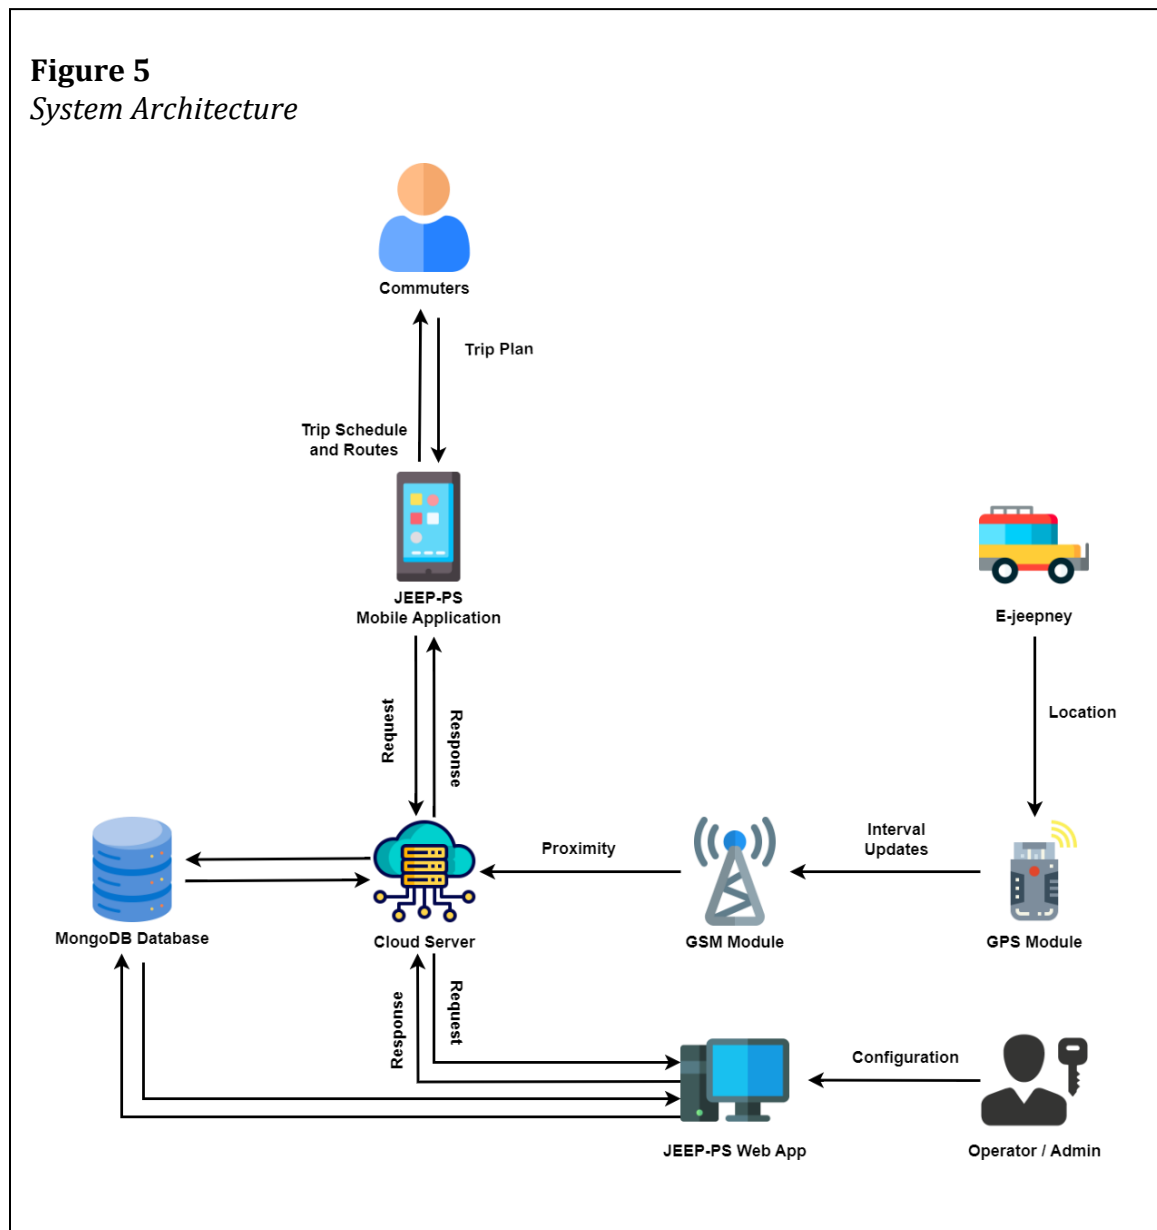 Figure 5
System Architecture
Commuters
Trip Plan
Trip Schedule
and Routes
JEEP-PS
Mobile Application
E-jeepney
Request
Response
Location
Proximity
Interval
Updates
MongoDB Database
Cloud Server
GSM Module
GPS Module
Response
Request
Configuration
JEEP-PS Web App
Operator / Admin